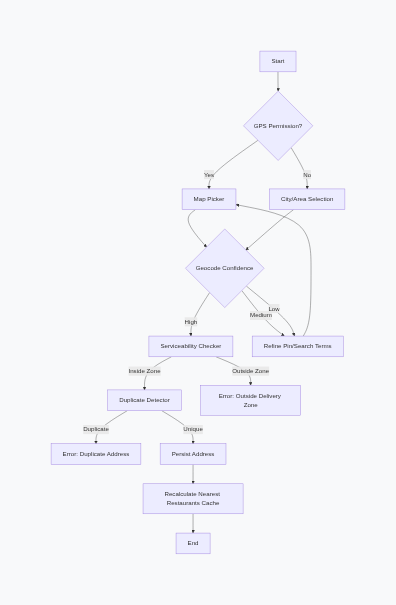 Start
GPS Permission?
Yes
No
Map Picker
City/Area Selection
Geocode Confidence
Low
Medium
High
Serviceability Checker
Refine Pin/Search Terms
Inside Zone
Outside Zone
Duplicate Detector
Error: Outside Delivery
Zone
Duplicate
Unique
Error: Duplicate Address
Persist Address
Recalculate Nearest
Restaurants Cache
End